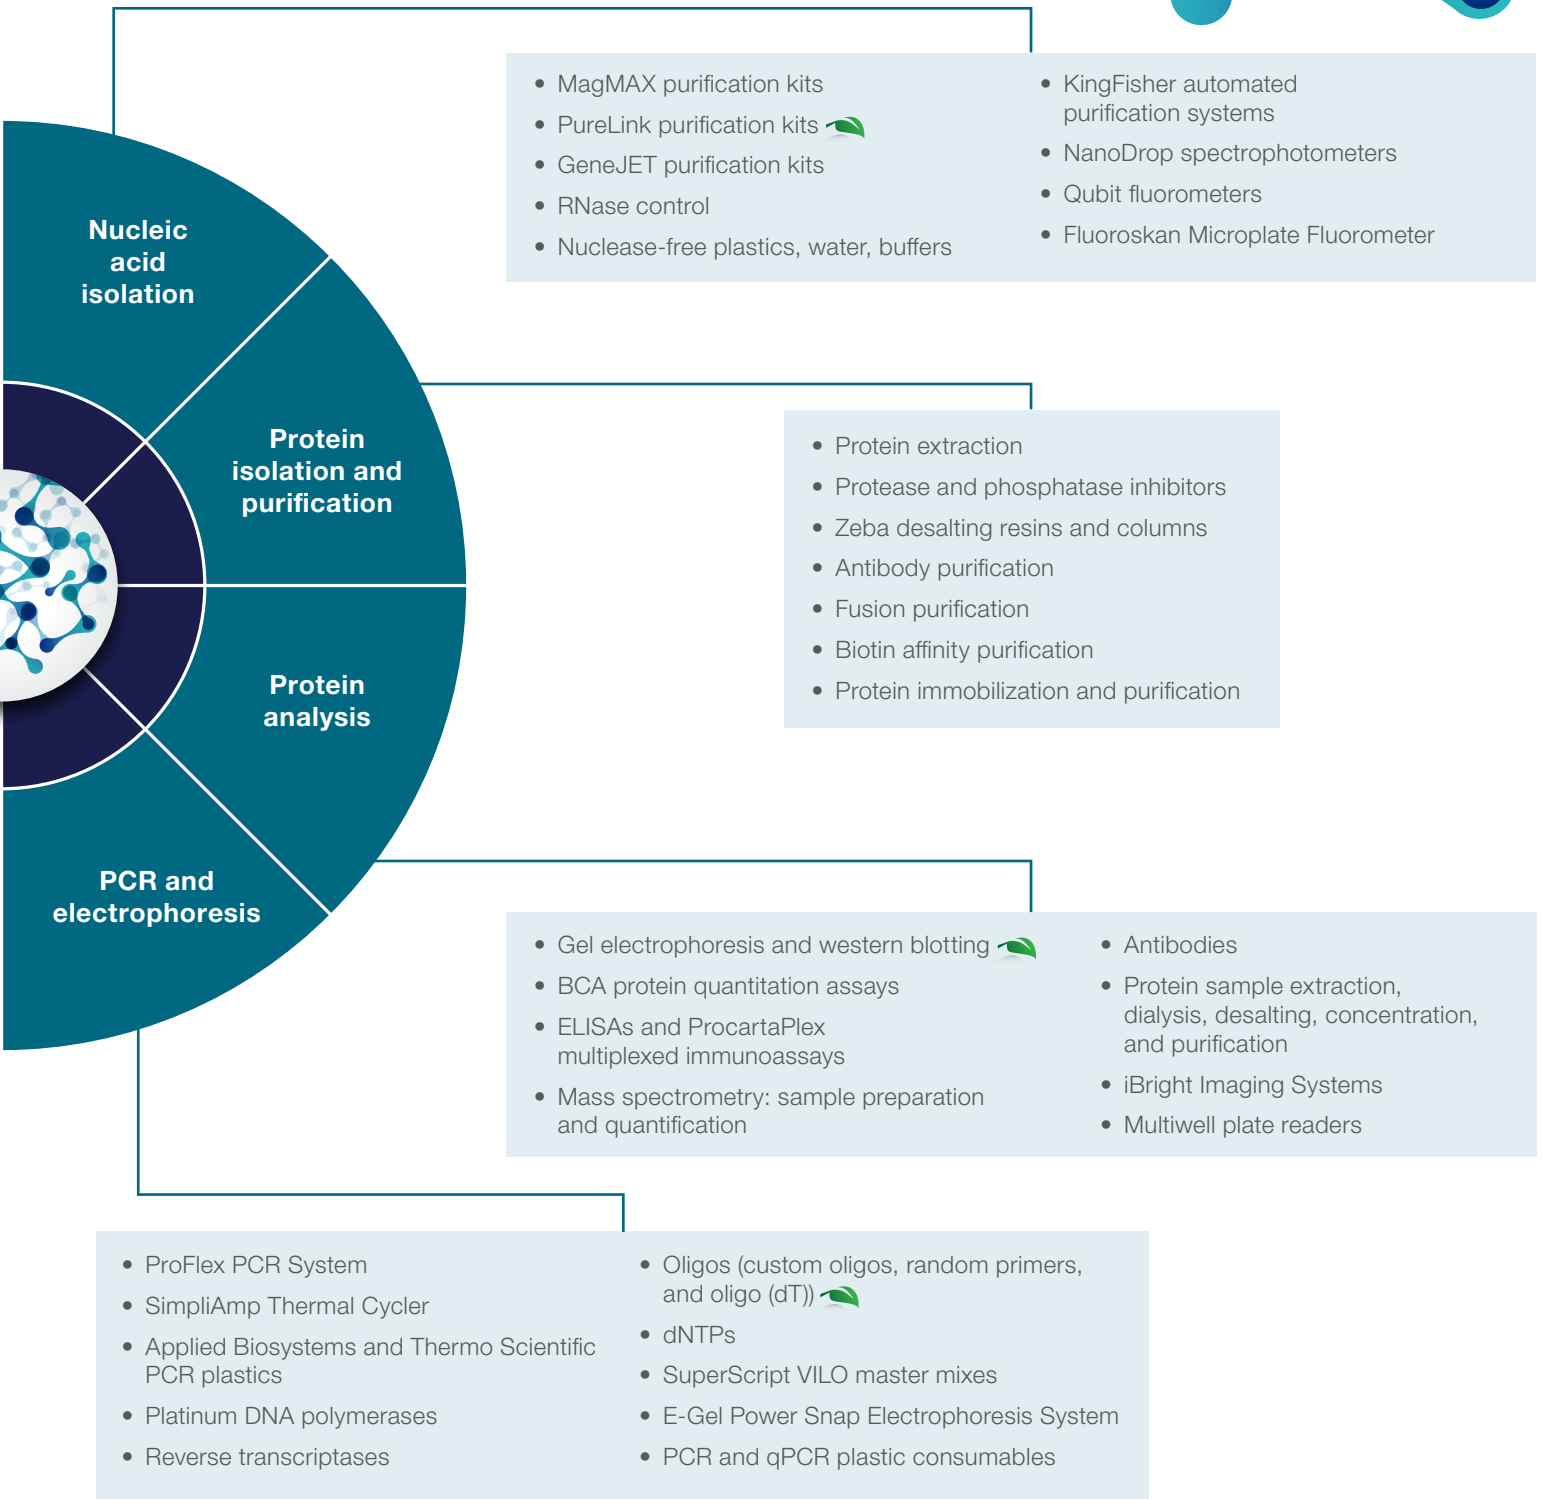 Nucleic
acid
isolation
• MagMAX purification kits
• PureLink purification kits
• GeneJET purification kits
• RNase control
• Nuclease-free plastics, water, buffers
• KingFisher automated
purification systems
• NanoDrop spectrophotometers
• Qubit fluorometers
• Fluoroskan Microplate Fluorometer
Protein
isolation and
purification
• Protein extraction
• Protease and phosphatase inhibitors
• Zeba desalting resins and columns
• Antibody purification
• Fusion purification
• Biotin affinity purification
• Protein immobilization and purification
Protein
analysis
• Gel electrophoresis and western blotting
• BCA protein quantitation assays
• ELISAs and ProcartaPlex
multiplexed immunoassays
• Mass spectrometry: sample preparation
and quantification
• Antibodies
• Protein sample extraction,
dialysis, desalting, concentration,
and purification
• iBright Imaging Systems
• Multiwell plate readers
PCR and
electrophoresis
• ProFlex PCR System
• SimpliAmp Thermal Cycler
• Applied Biosystems and Thermo Scientific
PCR plastics
• Platinum DNA polymerases
• Reverse transcriptases
• Oligos (custom oligos, random primers,
and oligo (dT))
• dNTPs
• SuperScript VILO master mixes
• E-Gel Power Snap Electrophoresis System
• PCR and qPCR plastic consumables